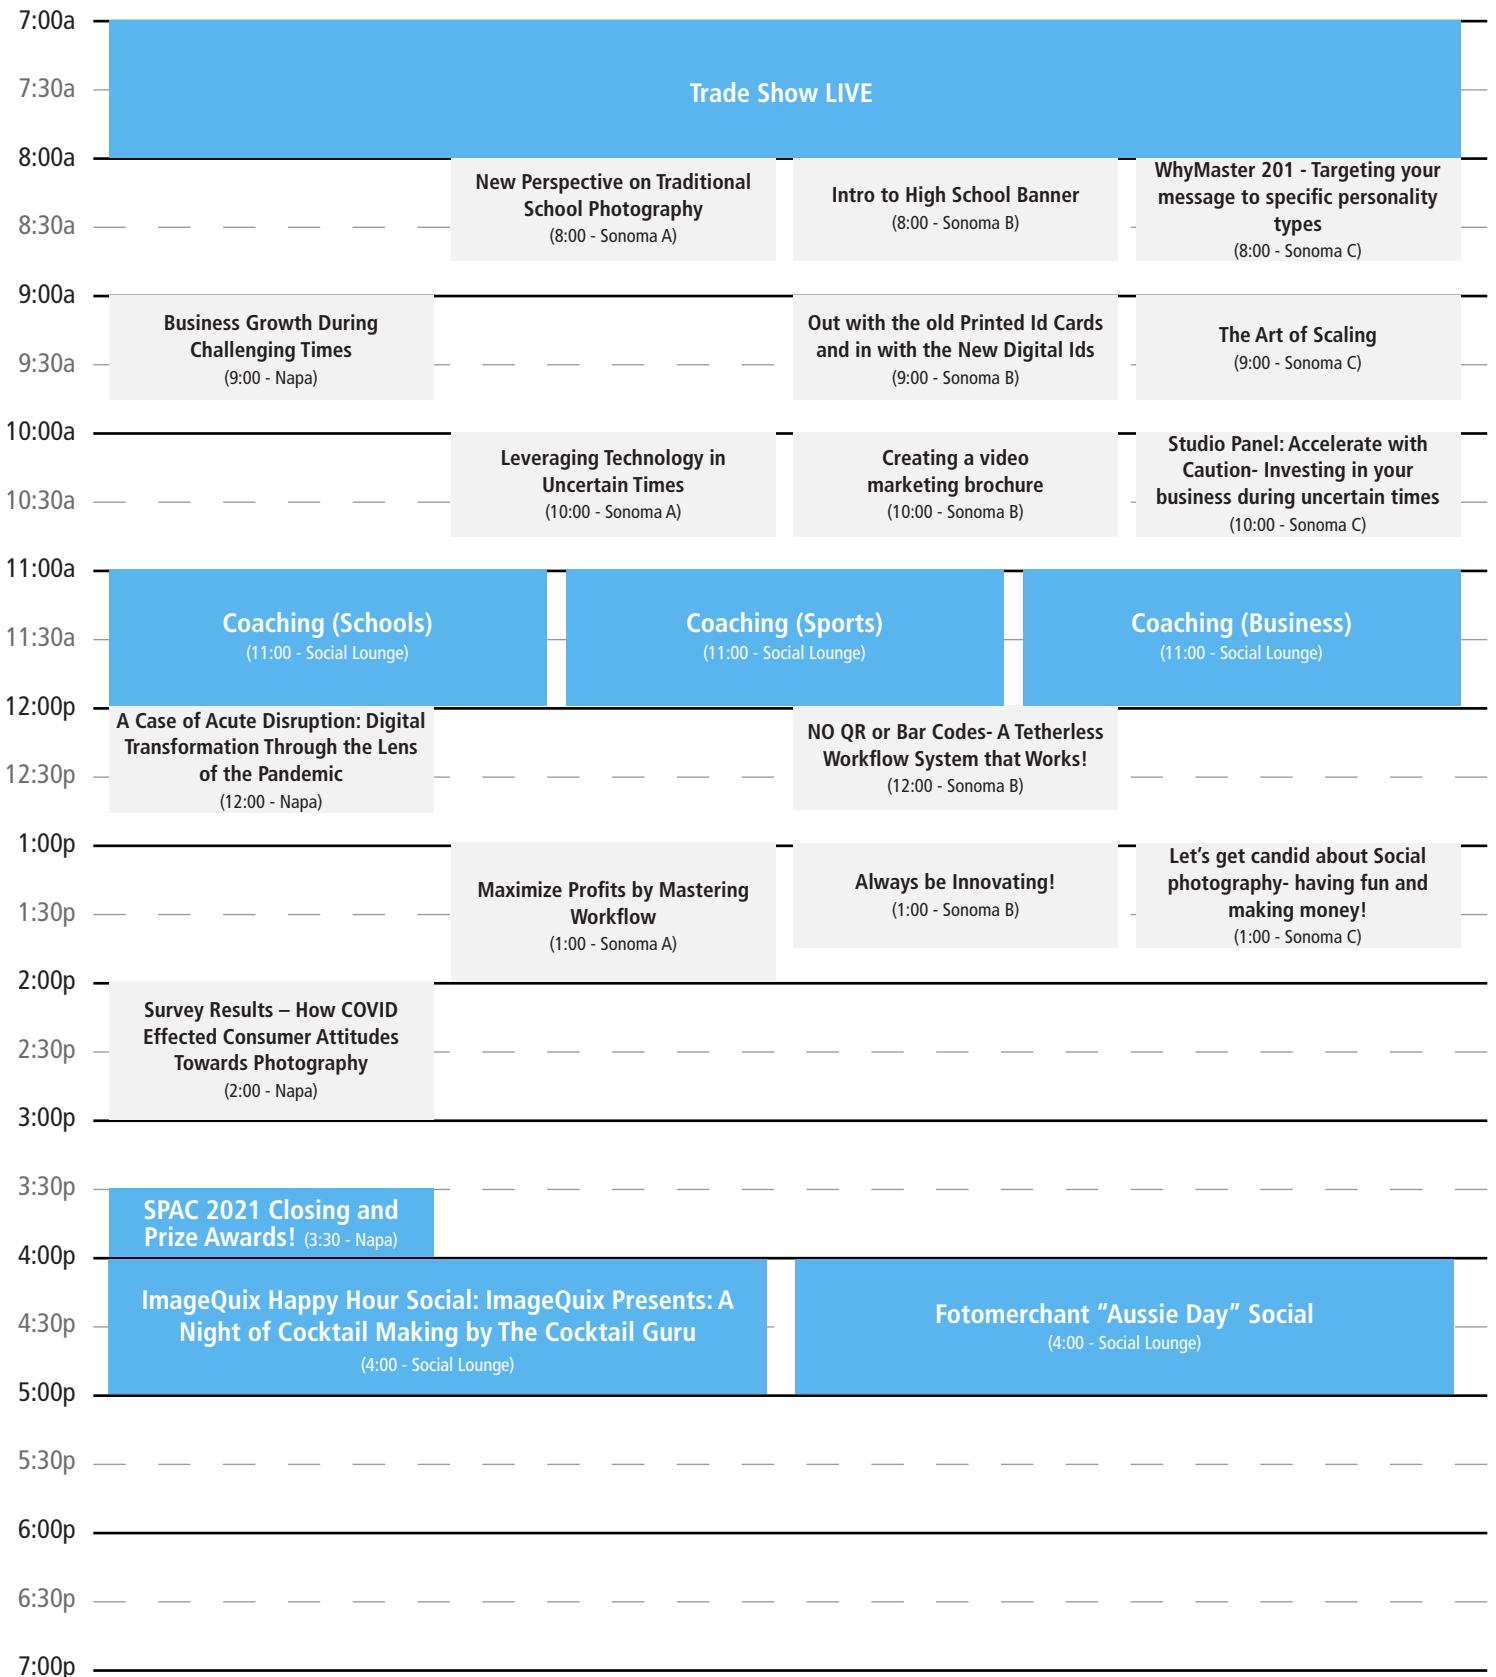 7:00a
7:30a
Trade Show LIVE
8:00a
New Perspective on Traditional
School Photography
(8:00 - Sonoma A)
Intro to High School Banner
(8:00 - Sonoma B)
WhyMaster 201 - Targeting your
message to specific personality
types
(8:00 - Sonoma C)
8:30a
9:00a
Business Growth During
Challenging Times
(9:00 - Napa)
Out with the old Printed Id Cards
and in with the New Digital Ids
(9:00 - Sonoma B)
The Art of Scaling
(9:00 - Sonoma C)
9:30a
10:00a
Leveraging Technology in
Uncertain Times
(10:00 - Sonoma A)
Creating a video
marketing brochure
(10:00 - Sonoma B)
Studio Panel: Accelerate with
Caution- Investing in your
business during uncertain times
(10:00 - Sonoma C)
10:30a
11:00a
Coaching (Schools)
(11:00 - Social Lounge)
Coaching (Sports)
(11:00 - Social Lounge)
Coaching (Business)
(11:00 - Social Lounge)
11:30a
12:00p
A Case of Acute Disruption: Digital
Transformation Through the Lens
of the Pandemic
(12:00 - Napa)
NO QR or Bar Codes- A Tetherless
Workflow System that Works!
(12:00 - Sonoma B)
12:30p
1:00p
Maximize Profits by Mastering
Workflow
(1:00 - Sonoma A)
Always be Innovating!
(1:00 - Sonoma B)
Let's get candid about Social
photography- having fun and
making money!
(1:00 - Sonoma C)
1:30p
2:00p
Survey Results – How COVID
Effected Consumer Attitudes
Towards Photography
(2:00 - Napa)
2:30p
3:00p
3:30p
SPAC 2021 Closing and
Prize Awards! (3:30 - Napa)
4:00p
ImageQuix Happy Hour Social: ImageQuix Presents: A
Night of Cocktail Making by The Cocktail Guru
(4:00 - Social Lounge)
Fotomerchant “Aussie Day” Social
(4:00 - Social Lounge)
4:30p
5:00p
5:30p
6:00p
6:30p
7:00p